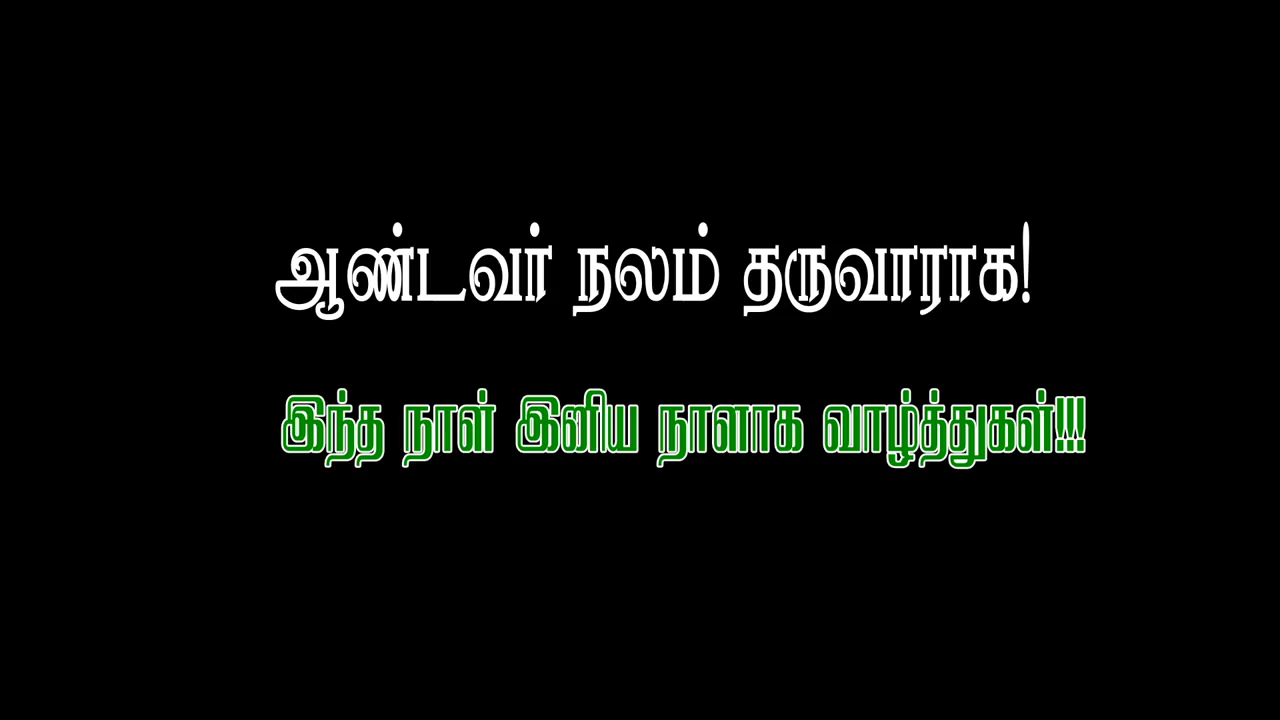 ஆண்டவர் நலம் தருவாராக!
இந்த நாள் இனிய நாளாக வாழ்த்துகள்!!!